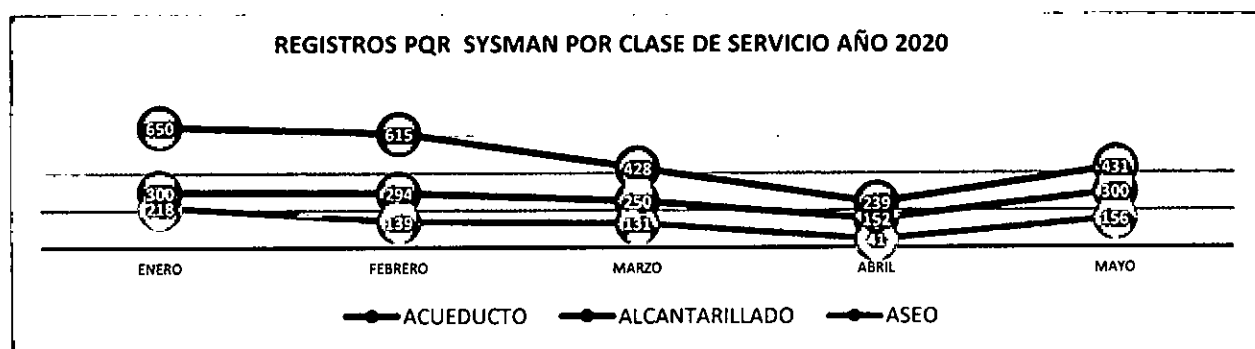 REGISTROS PQR SYSMAN POR CLASE DE SERVICIO AÑO 2020
650 615 428 239 431
300 294 250 152 300
218 139 131 41 156
ENERO FEBRERO MARZO ABRIL MAYO
ACUEDUCTO ALCANTARILLADO ASEO